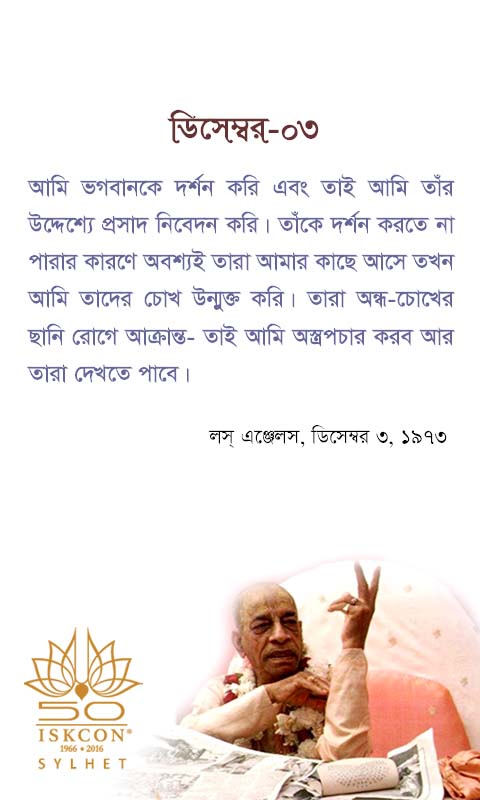 ডিসেম্বর-০৩
আমি ভগবানকে দর্শন করি এবং তাই আমি তাঁর
উদ্দেশ্যে প্রসাদ নিবেদন করি। তাঁকে দর্শন করতে না
পারার কারণে অবশ্যই তারা আমার কাছে আসে তখন
আমি তাদের চোখ উন্মুক্ত করি। তারা অন্ধ-চোখের
ছানি রোগে আক্রান্ত- তাই আমি অস্ত্রপচার করব আর
তারা দেখতে পাবে।
লস্ এঞ্জেলস, ডিসেম্বর ৩, ১৯৭৩
50
ISKCON®
1966 • 2016
SYLHET